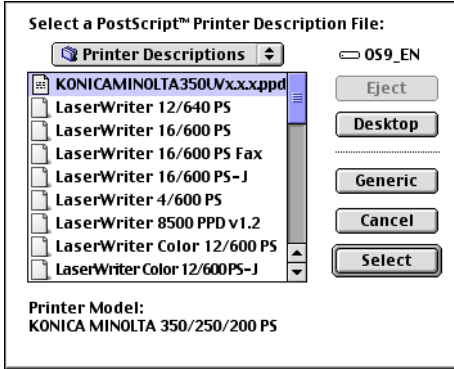 Select a PostScript™ Printer Description File:
Printer Descriptions
OS9_EN
KONICAMINOLTA350UVx.x.x.ppd
LaserWriter 12/640 PS
LaserWriter 16/600 PS
LaserWriter 16/600 PS Fax
LaserWriter 16/600 PS-J
LaserWriter 4/600 PS
LaserWriter 8500 PPD v1.2
LaserWriter Color 12/600 PS
LaserWriter Color 12/600 PS-J
Eject
Desktop
Generic
Cancel
Select
Printer Model:
KONICA MINOLTA 350/250/200 PS